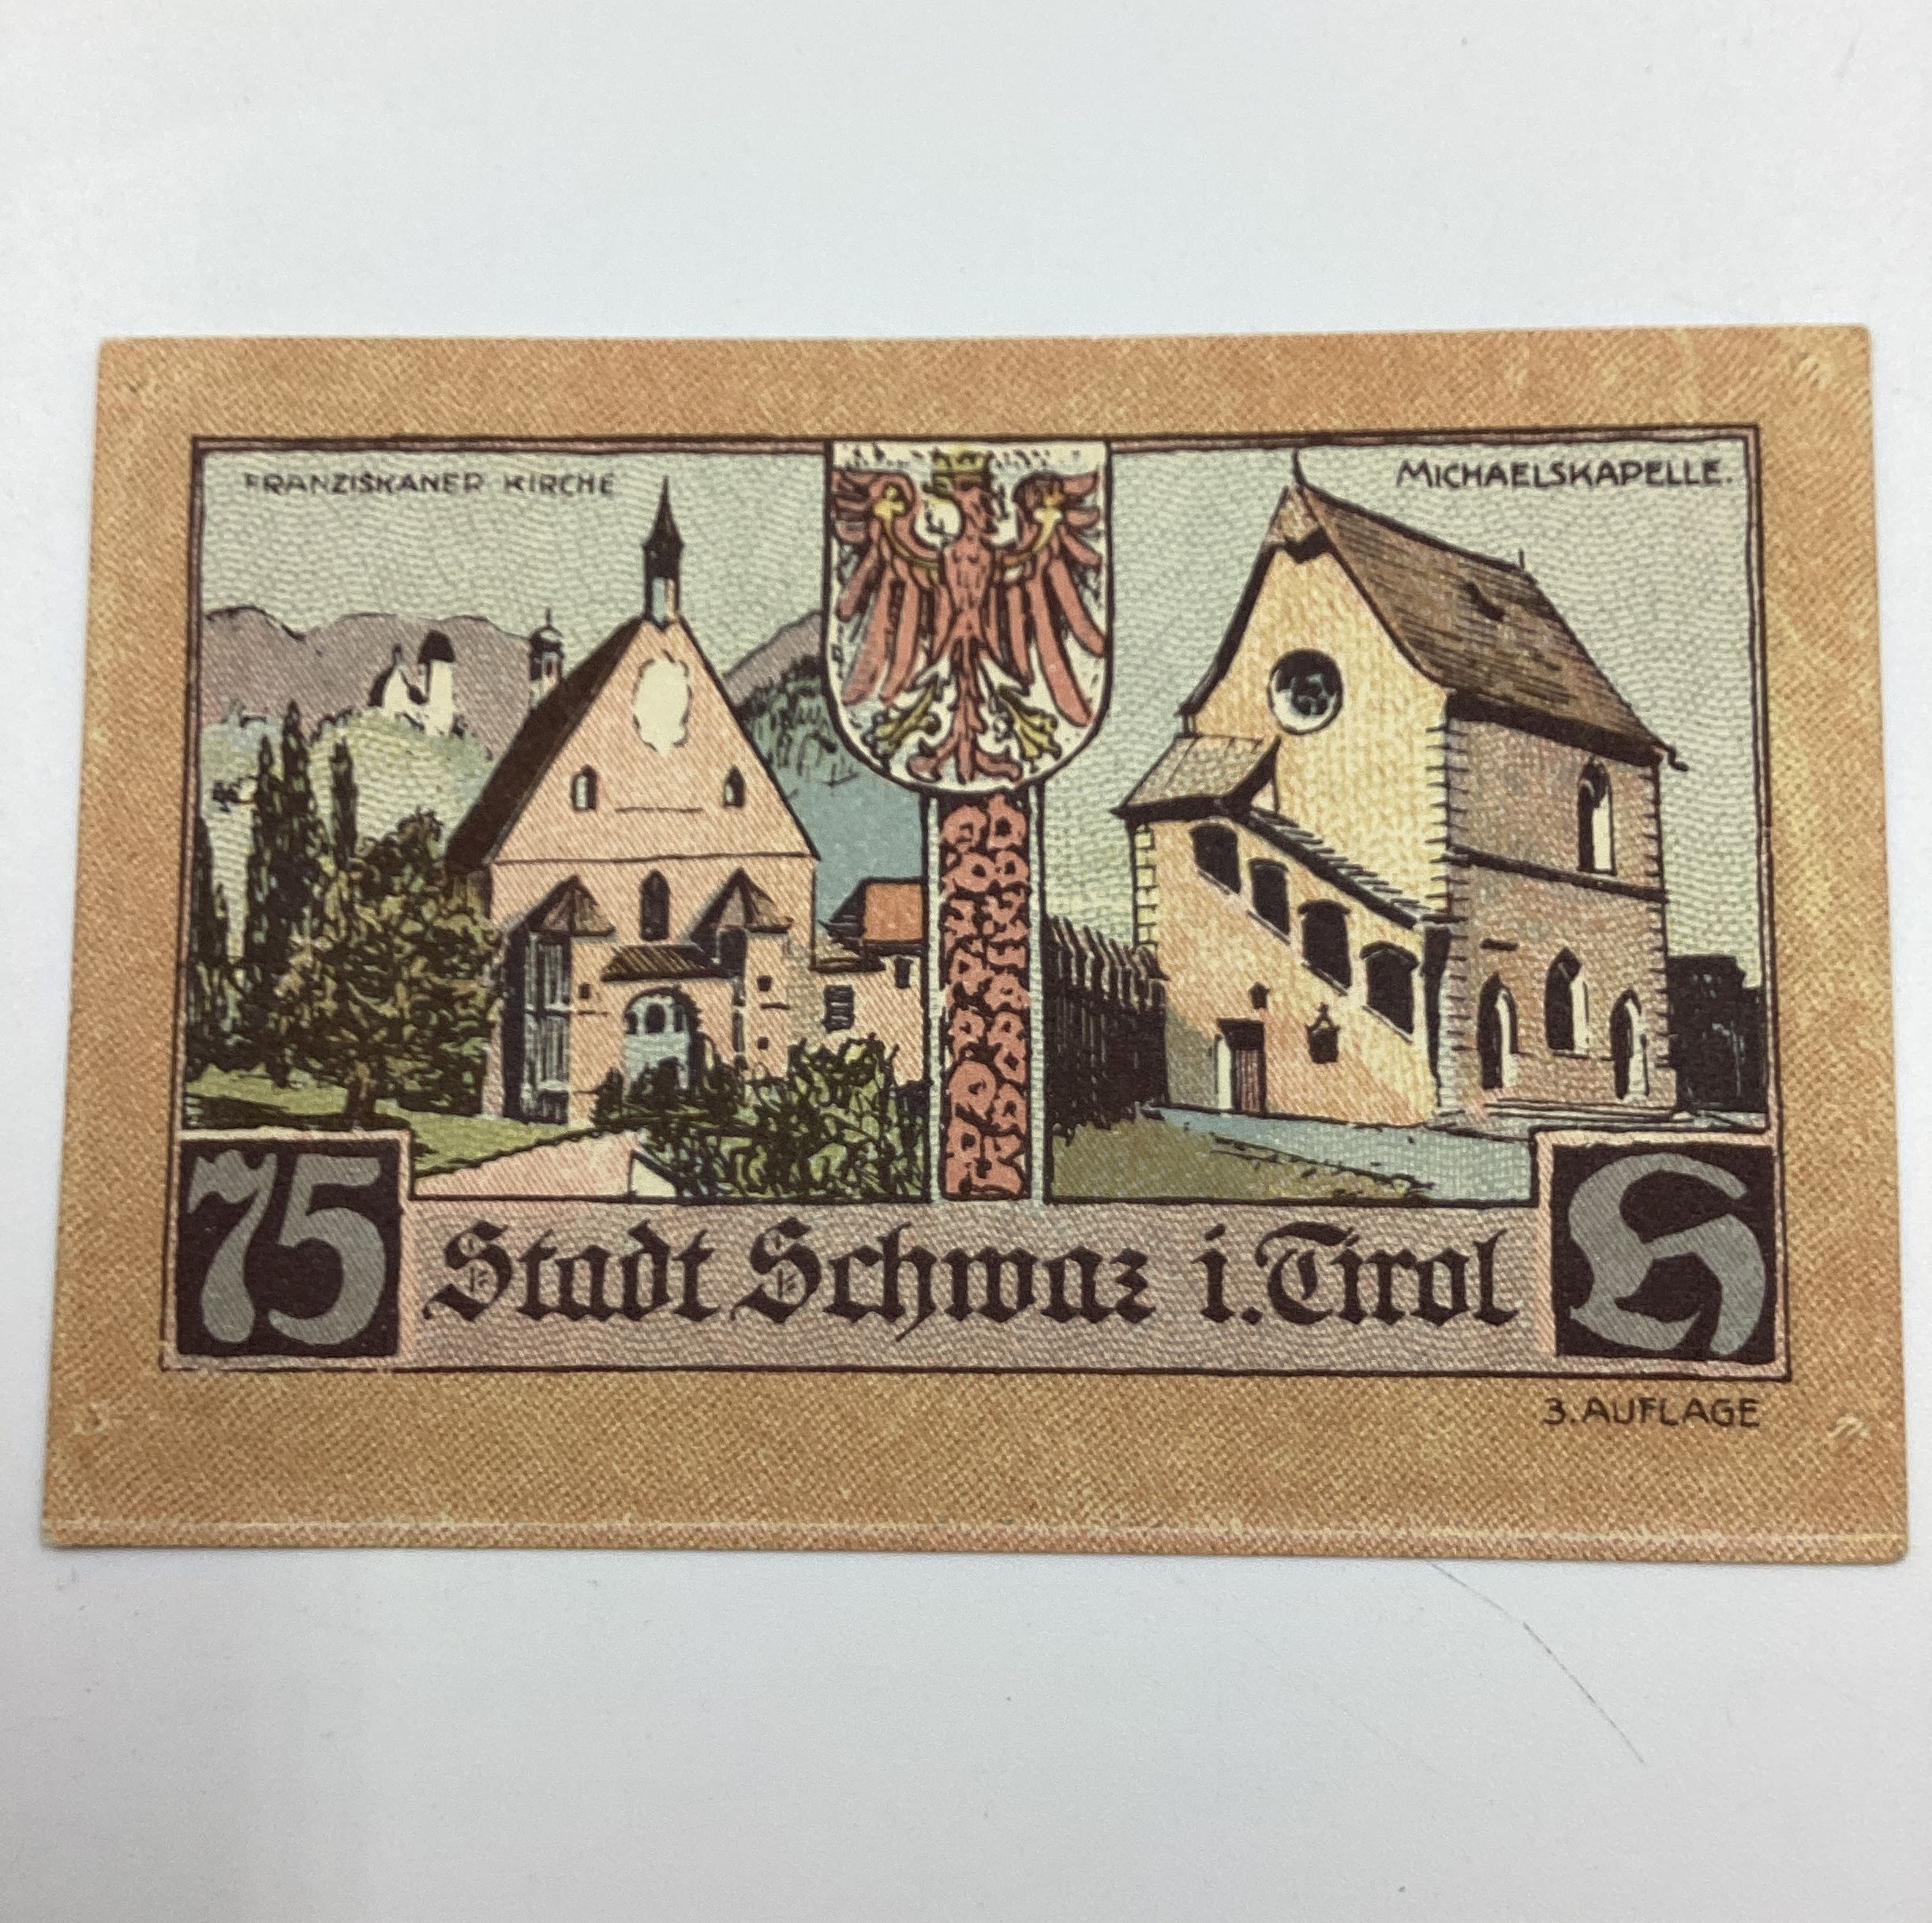 FRANZISKANER KIRCHE
MICHAELSKAPELLE.
75
Stadt Schwaz i. Tirol
H
3. AUFLAGE